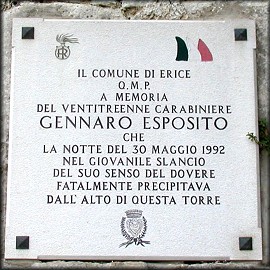 IL COMUNE DI ERICE
Q.M.P.
A MEMORIA
DEL VENTITREENNE CARABINIERE
GENNARO ESPOSITO
CHE
LA NOTTE DEL 30 MAGGIO 1992
NEL GIOVANILE SLANCIO
DEL SUO SENSO DEL DOVERE
FATALMENTE PRECIPITAVA
DALL'ALTO DI QUESTA TORRE